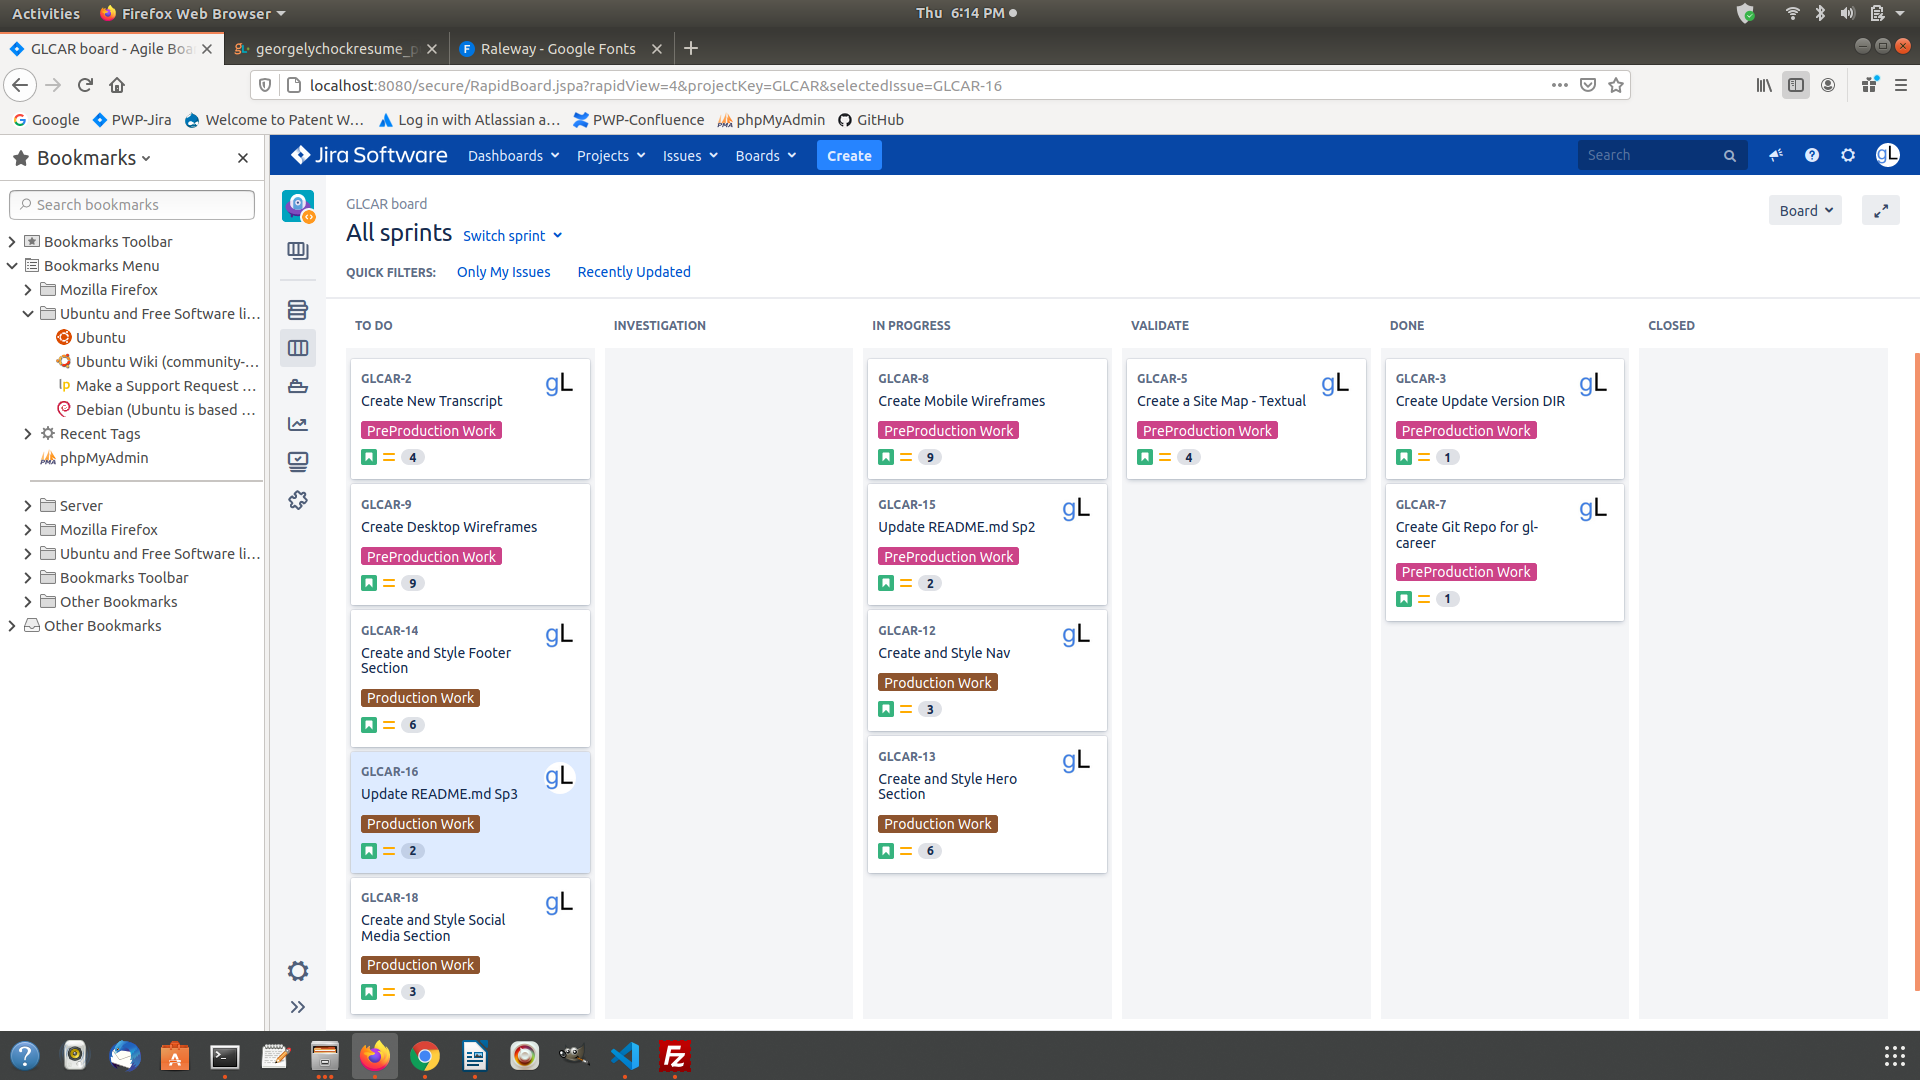 Activities
Firefox Web Browser
Thu 6:14 PM
GLCAR board - Agile Boa
georgelychockresume_p
Raleway - Google Fonts
localhost:8080/secure/RapidBoard.jspa?rapidView=4&projectKey=GLCAR&selectedIssue=GLCAR-16
Google
PWP-Jira
Welcome to Patent W...
Log in with Atlassian a...
PWP-Confluence
phpMyAdmin
GitHub
Bookmarks
Search bookmarks
Bookmarks Toolbar
Bookmarks Menu
Mozilla Firefox
Ubuntu and Free Software li...
Ubuntu
Ubuntu Wiki (community-...
Make a Support Request ...
Debian (Ubuntu is based ...
Recent Tags
phpMyAdmin
Server
Mozilla Firefox
Ubuntu and Free Software li...
Bookmarks Toolbar
Other Bookmarks
Other Bookmarks
Jira Software
Dashboards
Projects
Issues
Boards
Create
Search
gL
GLCAR board
All sprints
Switch sprint
Board
QUICK FILTERS:
Only My Issues
Recently Updated
TO DO
INVESTIGATION
IN PROGRESS
VALIDATE
DONE
CLOSED
GLCAR-2
gL
Create New Transcript
PreProduction Work
4
GLCAR-9
Create Desktop Wireframes
PreProduction Work
9
GLCAR-14
gL
Create and Style Footer
Section
Production Work
6
GLCAR-16
gL
Update README.md Sp3
Production Work
2
GLCAR-18
gL
Create and Style Social
Media Section
Production Work
3
GLCAR-8
Create Mobile Wireframes
PreProduction Work
9
GLCAR-15
gL
Update README.md Sp2
PreProduction Work
2
GLCAR-12
gL
Create and Style Nav
Production Work
3
GLCAR-13
gL
Create and Style Hero
Section
Production Work
6
GLCAR-5
gL
Create a Site Map - Textual
PreProduction Work
4
GLCAR-3
gL
Create Update Version DIR
PreProduction Work
1
GLCAR-7
gL
Create Git Repo for gl-
career
PreProduction Work
1